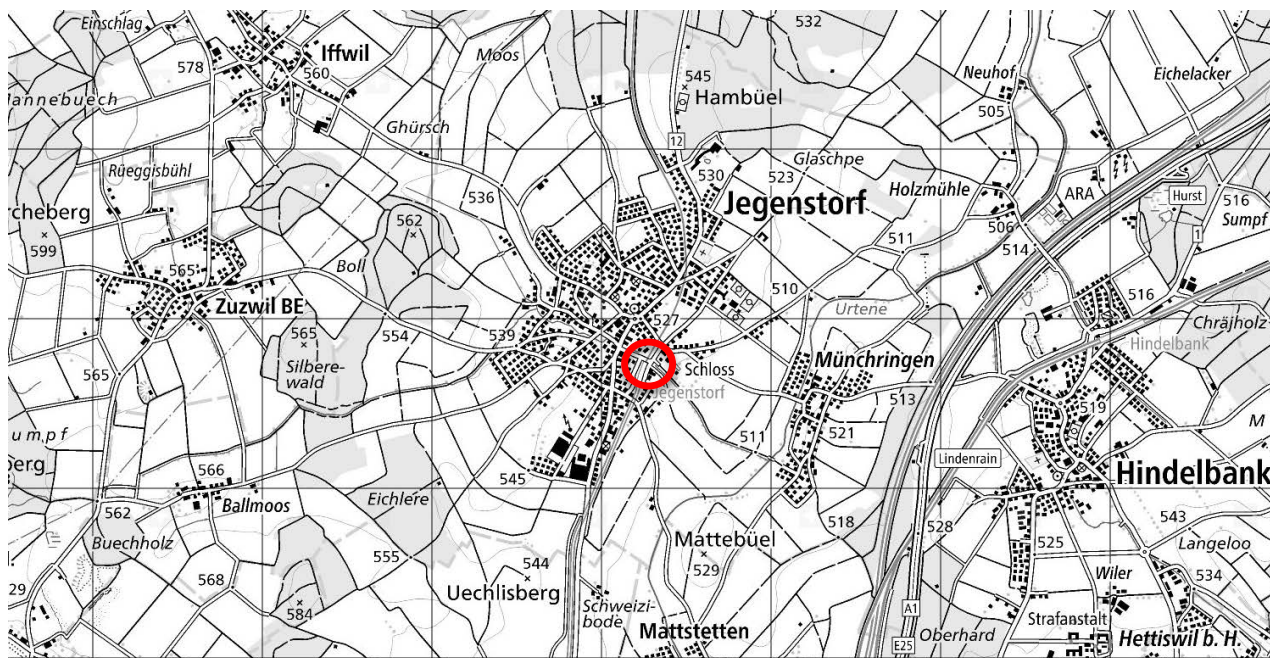 Einschlag
Iffwil
578
560
Moos
532
545
Hambüel
Neuhof
505
Eichelacker
Ghürsch
12
Rüeggisbühl
536
530
Glaschpe
523
Jegenstorf
Holzmühle
ARA
Hurst
516
Sumpf
506
514
1
599
562
511
565
Boll
Zuzwil BE
510
Urtene
516
Chräjholz
565
Silbere-
wald
554
539
527
Hindelbank
Münchringen
Schloss
Jegenstorf
565
513
519
M
511
521
Lindenrain
566
Ballmoos
545
Hindelbank
562
Eichlere
518
528
543
Buechholz
525
Langeloo
555
Mattebüel
529
568
544
Uechlisberg
534
Wiler
29
584
Schweizi-
bode
Mattstetten
A1
E25
Oberhard
Strafanstalt
Hettiswil b. H.